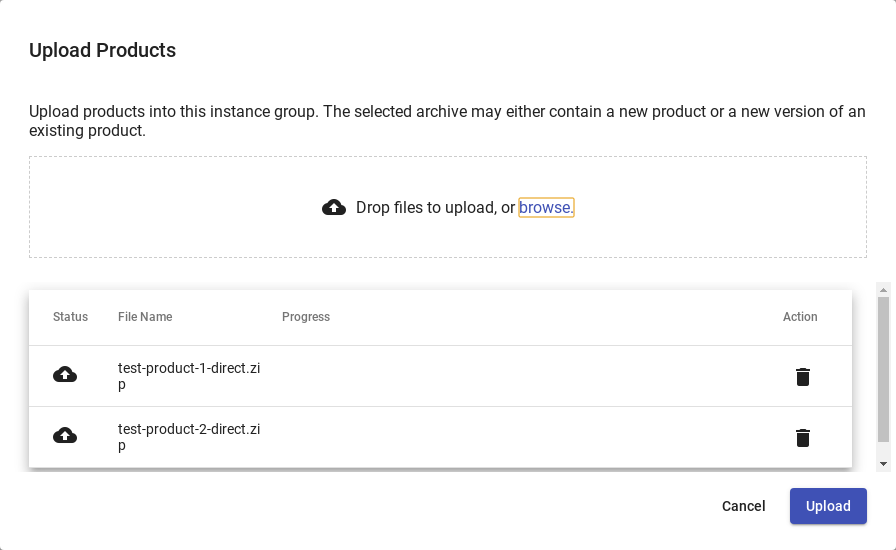 Upload Products
Upload products into this instance group. The selected archive may either contain a new product or a new version of an
existing product.
Drop files to upload, or browse.
Status File Name Progress Action
test-product-1-direct.zi
p
test-product-2-direct.zi
p
Cancel Upload